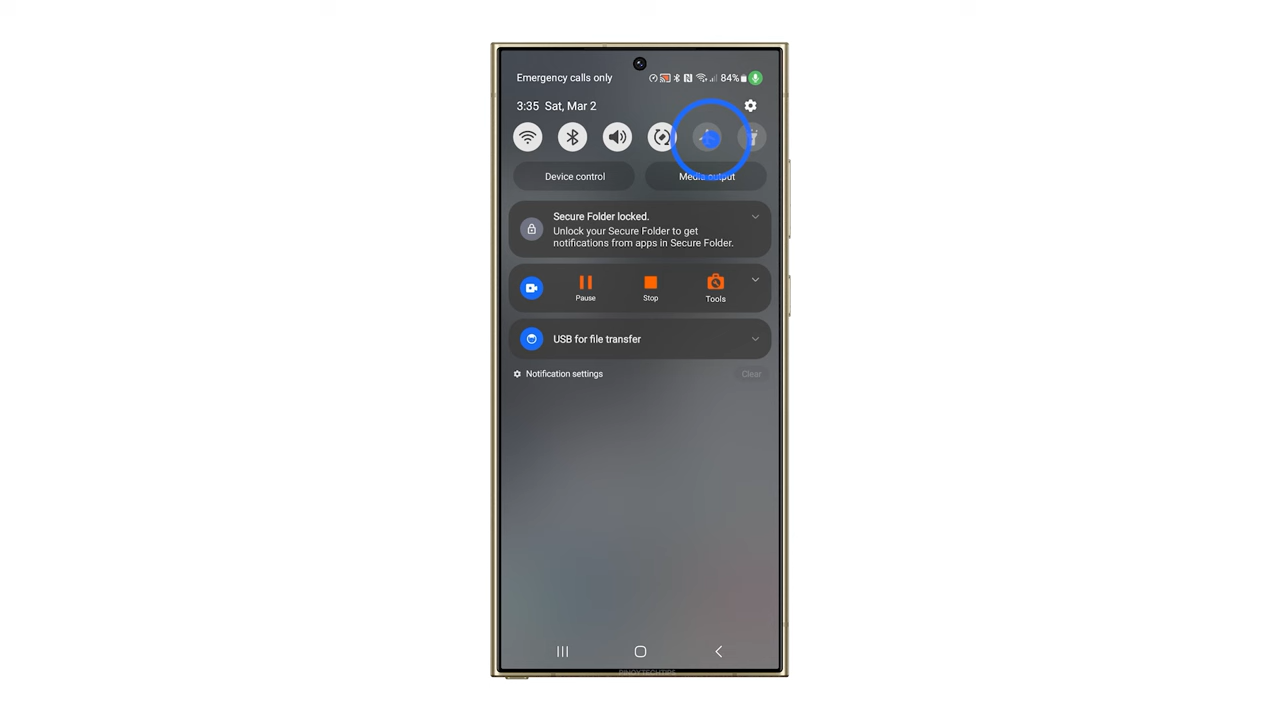 Emergency calls only
84%
3:35 Sat, Mar 2
Device control
Media output
Secure Folder locked.
Unlock your Secure Folder to get
notifications from apps in Secure Folder.
Pause
Stop
Tools
USB for file transfer
Notification settings
Clear
PINOYTECHTIPS